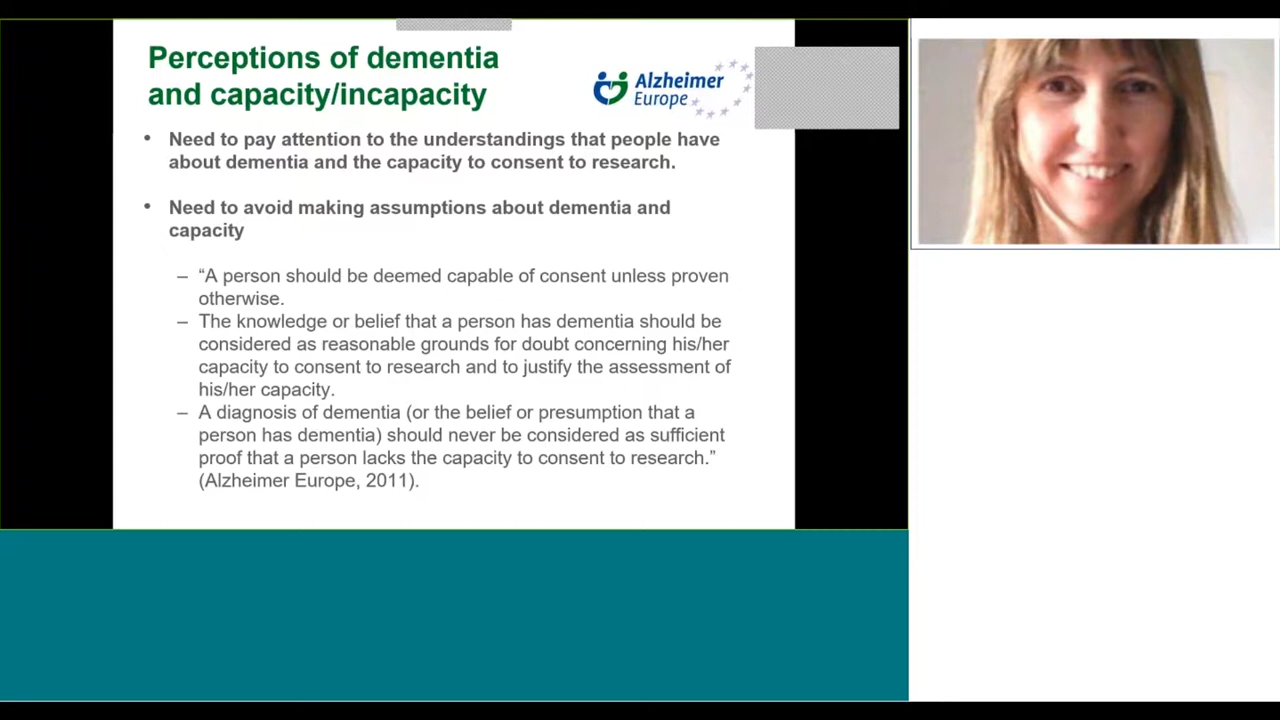 Perceptions of dementia
and capacity/incapacity
Alzheimer
Europe
• Need to pay attention to the understandings that people have
about dementia and the capacity to consent to research.
• Need to avoid making assumptions about dementia and
capacity
– “A person should be deemed capable of consent unless proven
otherwise.
– The knowledge or belief that a person has dementia should be
considered as reasonable grounds for doubt concerning his/her
capacity to consent to research and to justify the assessment of
his/her capacity.
– A diagnosis of dementia (or the belief or presumption that a
person has dementia) should never be considered as sufficient
proof that a person lacks the capacity to consent to research.”
(Alzheimer Europe, 2011).